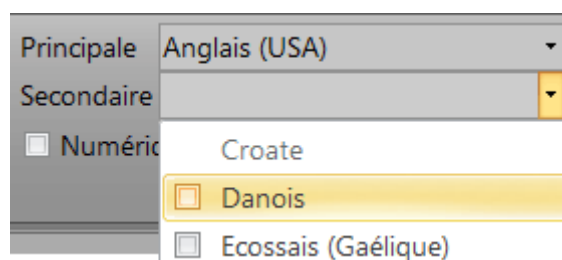 Principale Anglais (USA)
Secondaire
Croate
Danois
Ecossais (Gaélique)